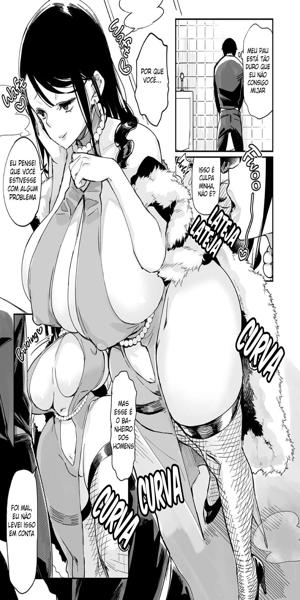 MEU PAU
ESTÁ TÃO
DURO QUE
EU NÃO
CONSIGO
MIJAR
POR QUE
VOCÊ...
EU PENSEI
QUE VOCÊ
ESTIVESSE
COM ALGUM
PROBLEMA
ISSO É
CULPA
MINHA, NÃO
É?
LATEJA
LATEJA
CURVA
MAS
ESSE É
O BA-
NHEIRO
DOS
HOMENS
CURVA
CURVA
FOI MAL,
EU NÃO
LEVEI ISSO
EM CONTA